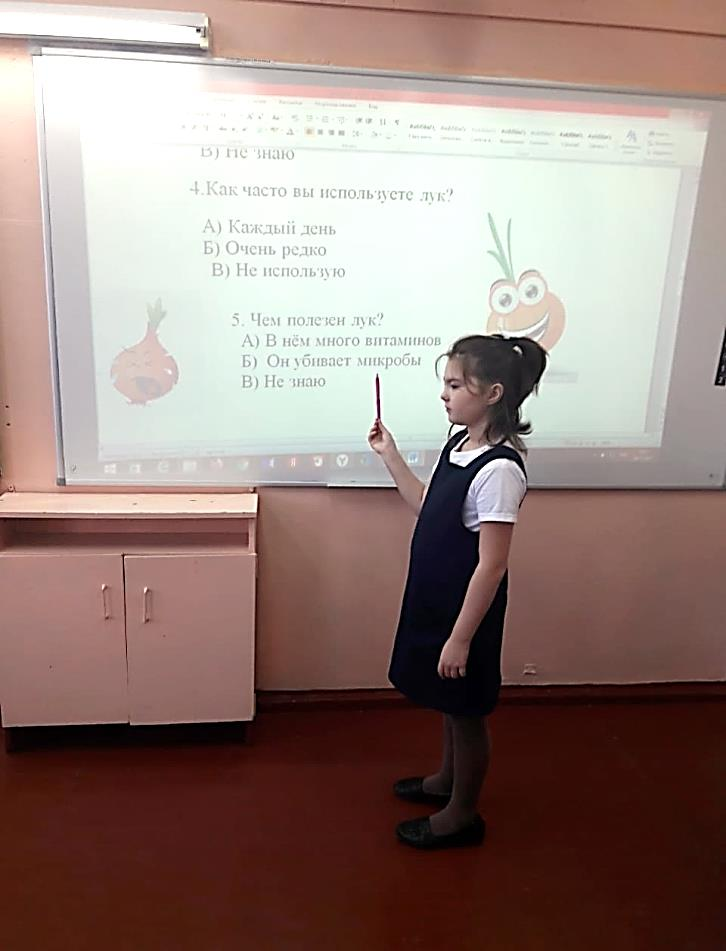 В) Не знаю
4.Как часто вы используете лук?
А) Каждый день
Б) Очень редко
В) Не использую
5. Чем полезен лук?
А) В нём много витаминов
Б) Он убивает микробы
В) Не знаю